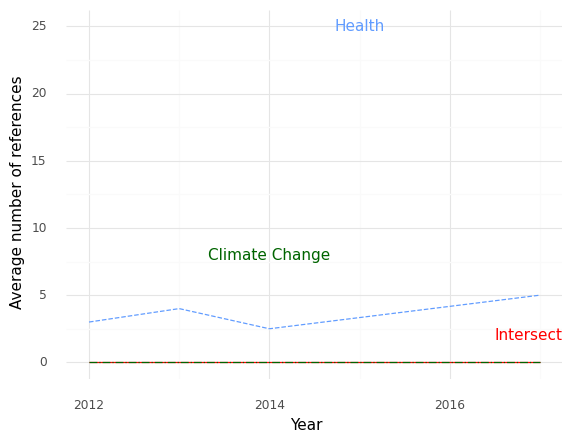 25
Health
20
15
10
Climate Change
5
Intersect
0
2012
2014
2016
Year
Average number of references